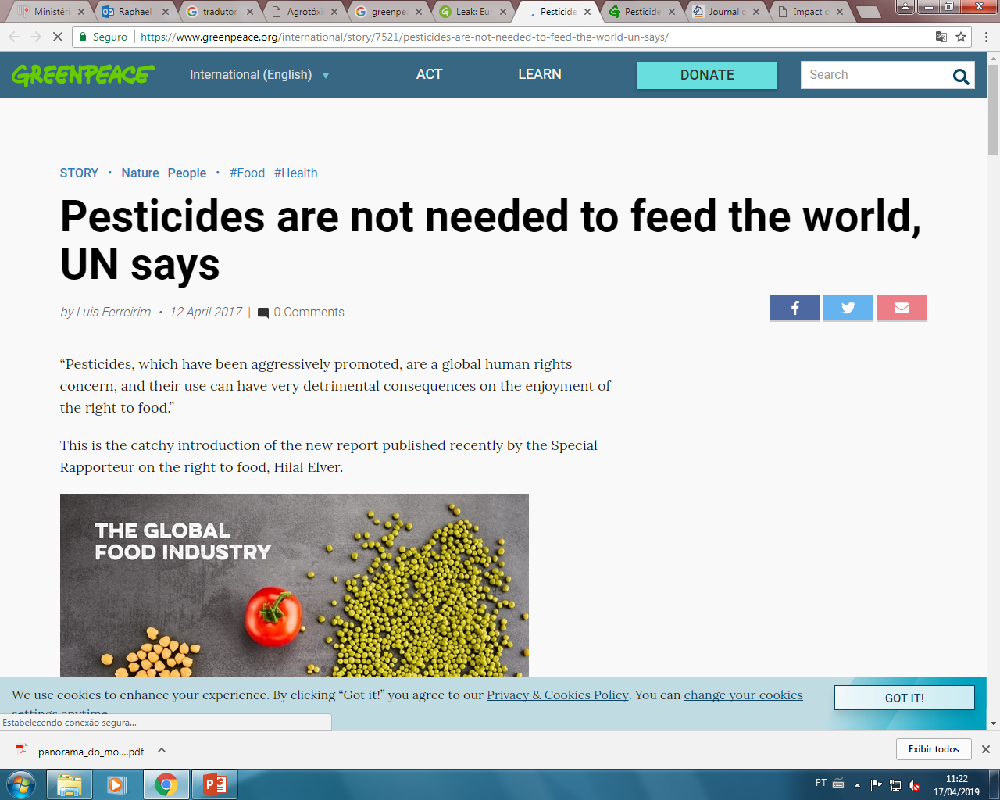 Ministéri
Raphael
tradutor
Agrotóxi
greenpea
Leak: Eur
Pesticide
Pesticide
Journal o
Impact o
Seguro
https://www.greenpeace.org/international/story/7521/pesticides-are-not-needed-to-feed-the-world-un-says/
GREENPEACE
International (English)
ACT
LEARN
DONATE
Search
STORY • Nature People • #Food #Health
Pesticides are not needed to feed the world,
UN says
by Luis Ferreirim • 12 April 2017 | 0 Comments
“Pesticides, which have been aggressively promoted, are a global human rights
concern, and their use can have very detrimental consequences on the enjoyment of
the right to food.”
This is the catchy introduction of the new report published recently by the Special
Rapporteur on the right to food, Hilal Elver.
THE GLOBAL
FOOD INDUSTRY
We use cookies to enhance your experience. By clicking “Got it!” you agree to our Privacy & Cookies Policy. You can change your cookies
settings anytime.
GOT IT!
Estabelecendo conexão segura...
panorama_do_mo....pdf
Exibir todos
PT
11:22
17/04/2019